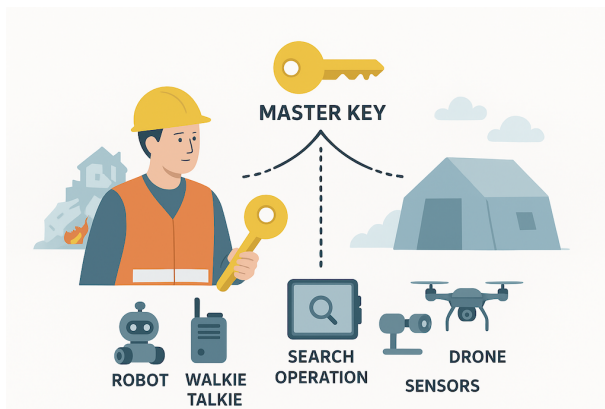 MASTER KEY
ROBOT
WALKIE
TALKIE
SEARCH
OPERATION
SENSORS
DRONE